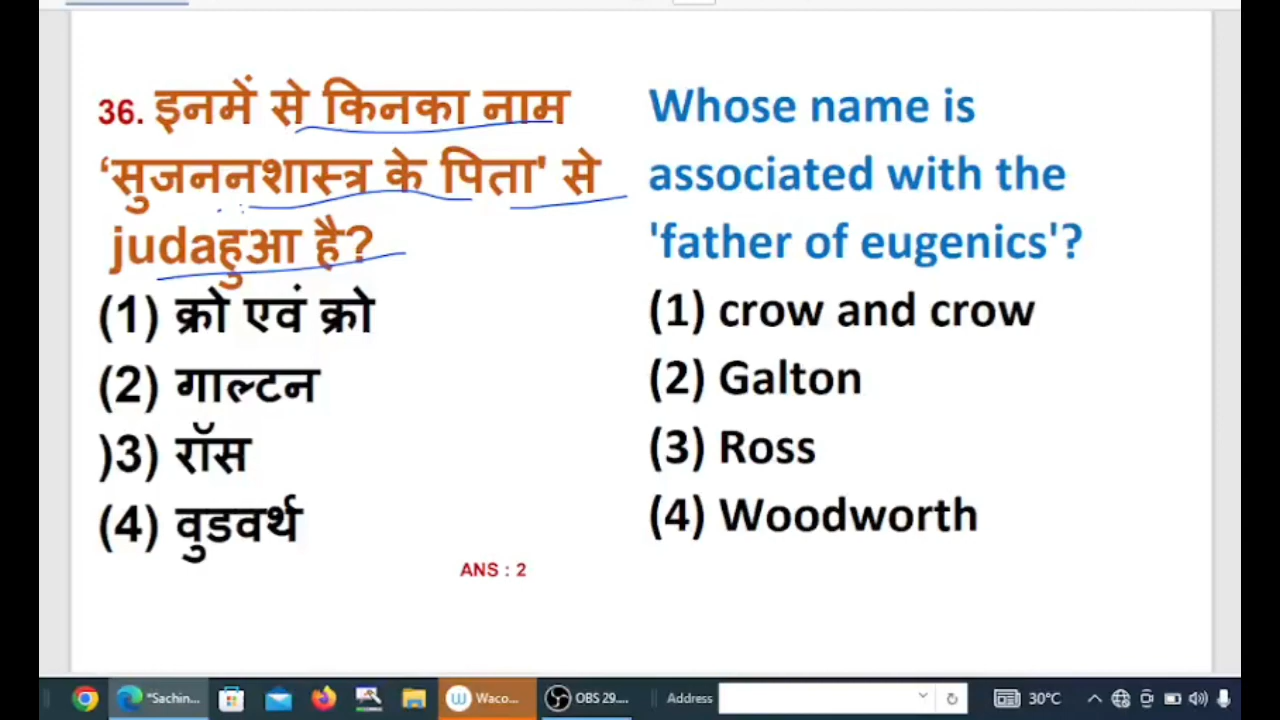 36. इनमें से किनका नाम
‘सुजननशास्त्र के पिता' से
judaहुआ है?
(1) क्रो एवं क्रो
(2) गाल्टन
)3) रॉस
(4) वुडवर्थ
Whose name is
associated with the
'father of eugenics'?
(1) crow and crow
(2) Galton
(3) Ross
(4) Woodworth
ANS : 2
*Sachin...
Waco...
OBS 29....
Address
30°C